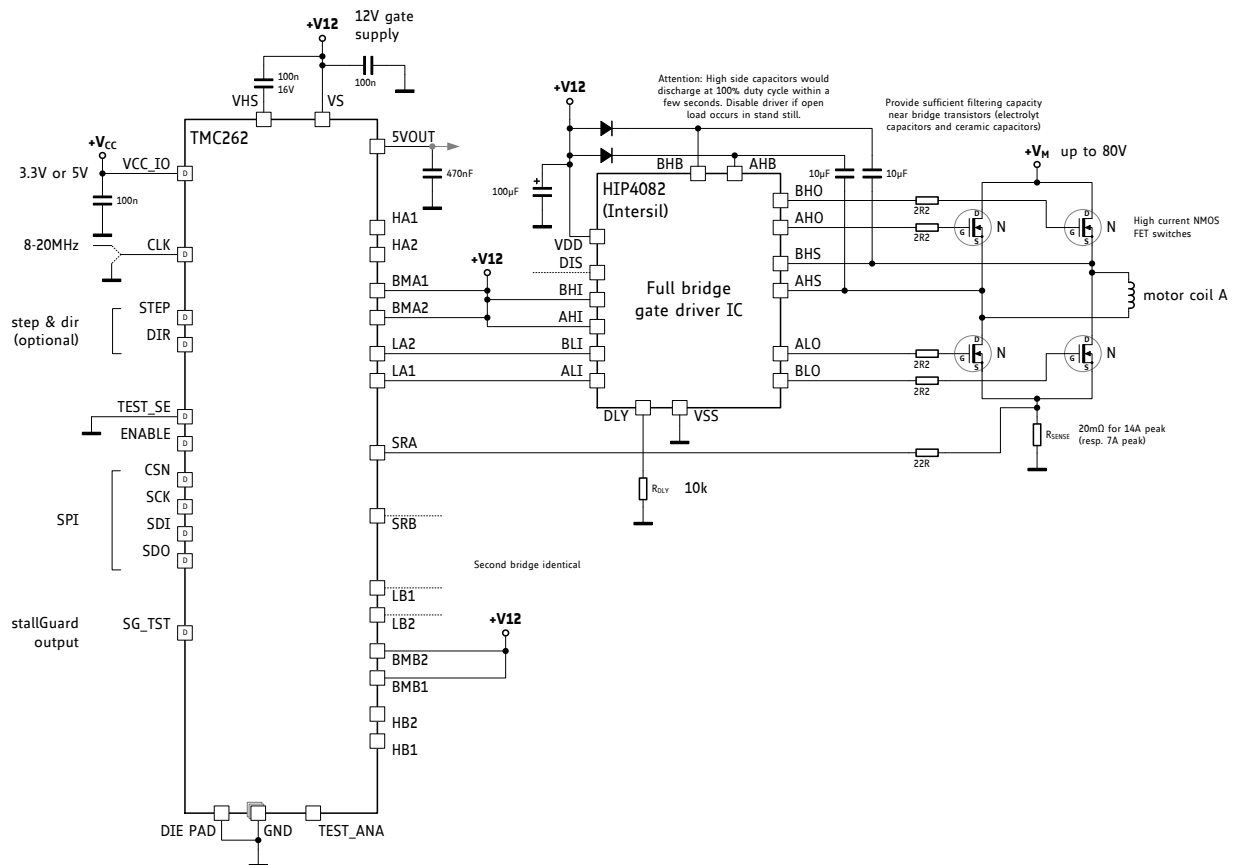 +V12
12V gate
supply
100n
16V
100n
VHS
VS
TMC262
5VOUT
470nF
+VCC
VCC_IO
3.3V or 5V
100n
8-20MHz
CLK
STEP
step & dir
(optional)
DIR
TEST_SE
ENABLE
CSN
SCK
SPI
SDI
SDO
stallGuard
output
SG_TST
D
D
D
D
D
D
D
D
D
D
D
HA1
HA2
BMA1
BMA2
LA2
LA1
SRA
SRB
LB1
LB2
BMB2
BMB1
HB2
HB1
DIE PAD
GND
TEST_ANA
+V12
+V12
Second bridge identical
+V12
+
100µF
Attention: High side capacitors would
discharge at 100% duty cycle within a
few seconds. Disable driver if open
load occurs in stand still.
Provide sufficient filtering capacity
near bridge transistors (electrolyt
capacitors and ceramic capacitors)
BHB
AHB
10µF
10µF
HIP4082
(Intersil)
Full bridge
gate driver IC
VDD
DIS
BHI
AHI
BLI
ALI
DLY
VSS
RDLY
10k
BHO
AHO
BHS
AHS
ALO
BLO
2R2
2R2
2R2
2R2
22R
+VM up to 80V
D
G
S
N
D
G
S
N
High current NMOS
FET switches
motor coil A
D
G
S
N
D
G
S
N
RSENSE
20mΩ for 14A peak
(resp. 7A peak)